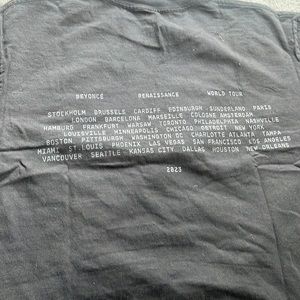 BEYONCÉ RENAISSANCE WORLD TOUR
STOCKHOLM BRUSSELS CARDIFF EDINBURGH SUNDERLAND PARIS
LONDON BARCELONA MARSEILLE COLOGNE AMSTERDAM
HAMBURG FRANKFURT WARSAW TORONTO PHILADELPHIA NASHVILLE
LOUISVILLE MINNEAPOLIS CHICAGO DETROIT NEW YORK
BOSTON PITTSBURGH WASHINGTON DC CHARLOTTE ATLANTA TAMPA
MIAMI ST LOUIS PHOENIX LAS VEGAS SAN FRANCISCO LOS ANGELES
VANCOUVER SEATTLE KANSAS CITY DALLAS HOUSTON NEW ORLEANS
2023